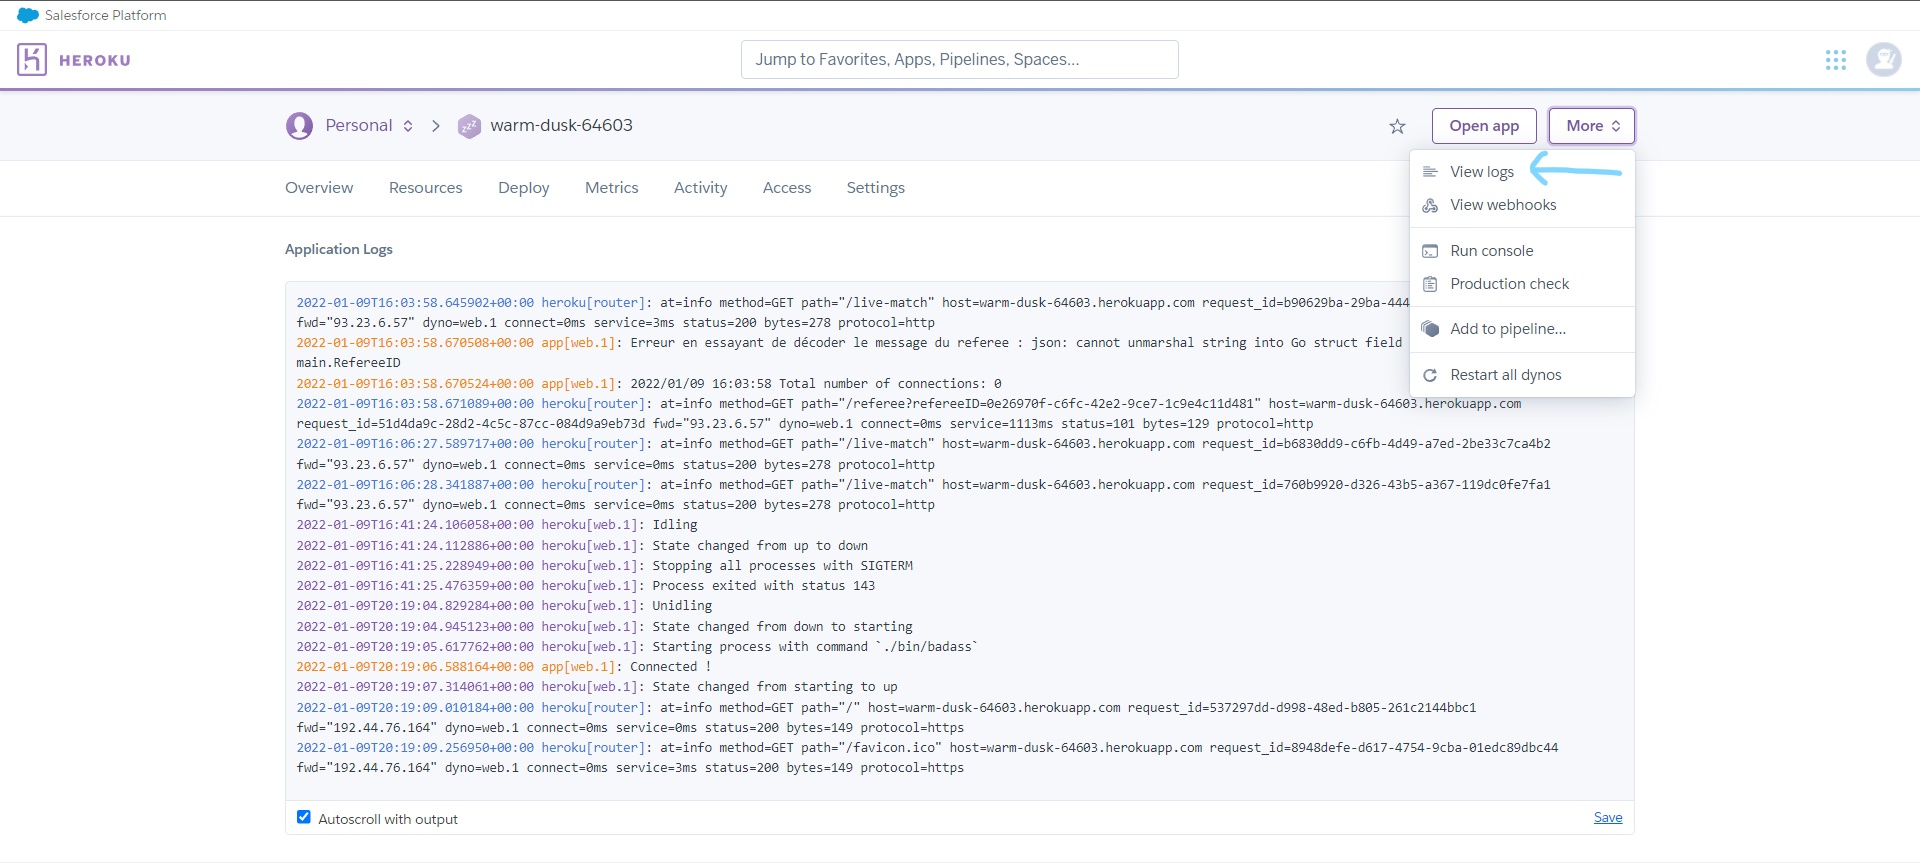 Salesforce Platform
HEROKU
Jump to Favorites, Apps, Pipelines, Spaces...
Personal
warm-dusk-64603
Open app
More
Overview
Resources
Deploy
Metrics
Activity
Access
Settings
View logs
View webhooks
Run console
Production check
Add to pipeline...
Restart all dynos
Application Logs
2022-01-09T16:03:58.645902+00:00 heroku[router]: at=info method=GET path="/live-match" host=warm-dusk-64603.herokuapp.com request_id=b90629ba-29ba-444
fwd="93.23.6.57" dyno=web.1 connect=0ms service=3ms status=200 bytes=278 protocol=http
2022-01-09T16:03:58.670508+00:00 app[web.1]: Erreur en essayant de décoder le message du referee : json: cannot unmarshal string into Go struct field
main.RefereeID
2022-01-09T16:03:58.670524+00:00 app[web.1]: 2022/01/09 16:03:58 Total number of connections: 0
2022-01-09T16:03:58.671089+00:00 heroku[router]: at=info method=GET path="/referee?refereeID=0e26970f-c6fc-42e2-9ce7-1c9e4c11d481" host=warm-dusk-64603.herokuapp.com
request_id=51d4da9c-28d2-4c5c-87cc-084d9a9eb73d fwd="93.23.6.57" dyno=web.1 connect=0ms service=1113ms status=101 bytes=129 protocol=http
2022-01-09T16:06:27.589717+00:00 heroku[router]: at=info method=GET path="/live-match" host=warm-dusk-64603.herokuapp.com request_id=b6830dd9-c6fb-4d49-a7ed-2be33c7ca4b2
fwd="93.23.6.57" dyno=web.1 connect=0ms service=0ms status=200 bytes=278 protocol=http
2022-01-09T16:06:28.341887+00:00 heroku[router]: at=info method=GET path="/live-match" host=warm-dusk-64603.herokuapp.com request_id=760b9920-d326-43b5-a367-119dc0fe7fa1
fwd="93.23.6.57" dyno=web.1 connect=0ms service=0ms status=200 bytes=278 protocol=http
2022-01-09T16:41:24.106058+00:00 heroku[web.1]: Idling
2022-01-09T16:41:24.112886+00:00 heroku[web.1]: State changed from up to down
2022-01-09T16:41:25.228949+00:00 heroku[web.1]: Stopping all processes with SIGTERM
2022-01-09T16:41:25.476359+00:00 heroku[web.1]: Process exited with status 143
2022-01-09T20:19:04.829284+00:00 heroku[web.1]: Unidling
2022-01-09T20:19:04.945123+00:00 heroku[web.1]: State changed from down to starting
2022-01-09T20:19:05.617762+00:00 heroku[web.1]: Starting process with command `./bin/badass`
2022-01-09T20:19:06.588164+00:00 app[web.1]: Connected !
2022-01-09T20:19:07.314061+00:00 heroku[web.1]: State changed from starting to up
2022-01-09T20:19:09.010184+00:00 heroku[router]: at=info method=GET path="/" host=warm-dusk-64603.herokuapp.com request_id=537297dd-d998-48ed-b805-261c2144bbc1
fwd="192.44.76.164" dyno=web.1 connect=0ms service=0ms status=200 bytes=149 protocol=https
2022-01-09T20:19:09.256950+00:00 heroku[router]: at=info method=GET path="/favicon.ico" host=warm-dusk-64603.herokuapp.com request_id=8948defe-d617-4754-9cba-01edc89dbc44
fwd="192.44.76.164" dyno=web.1 connect=0ms service=3ms status=200 bytes=149 protocol=https
Autoscroll with output
Save